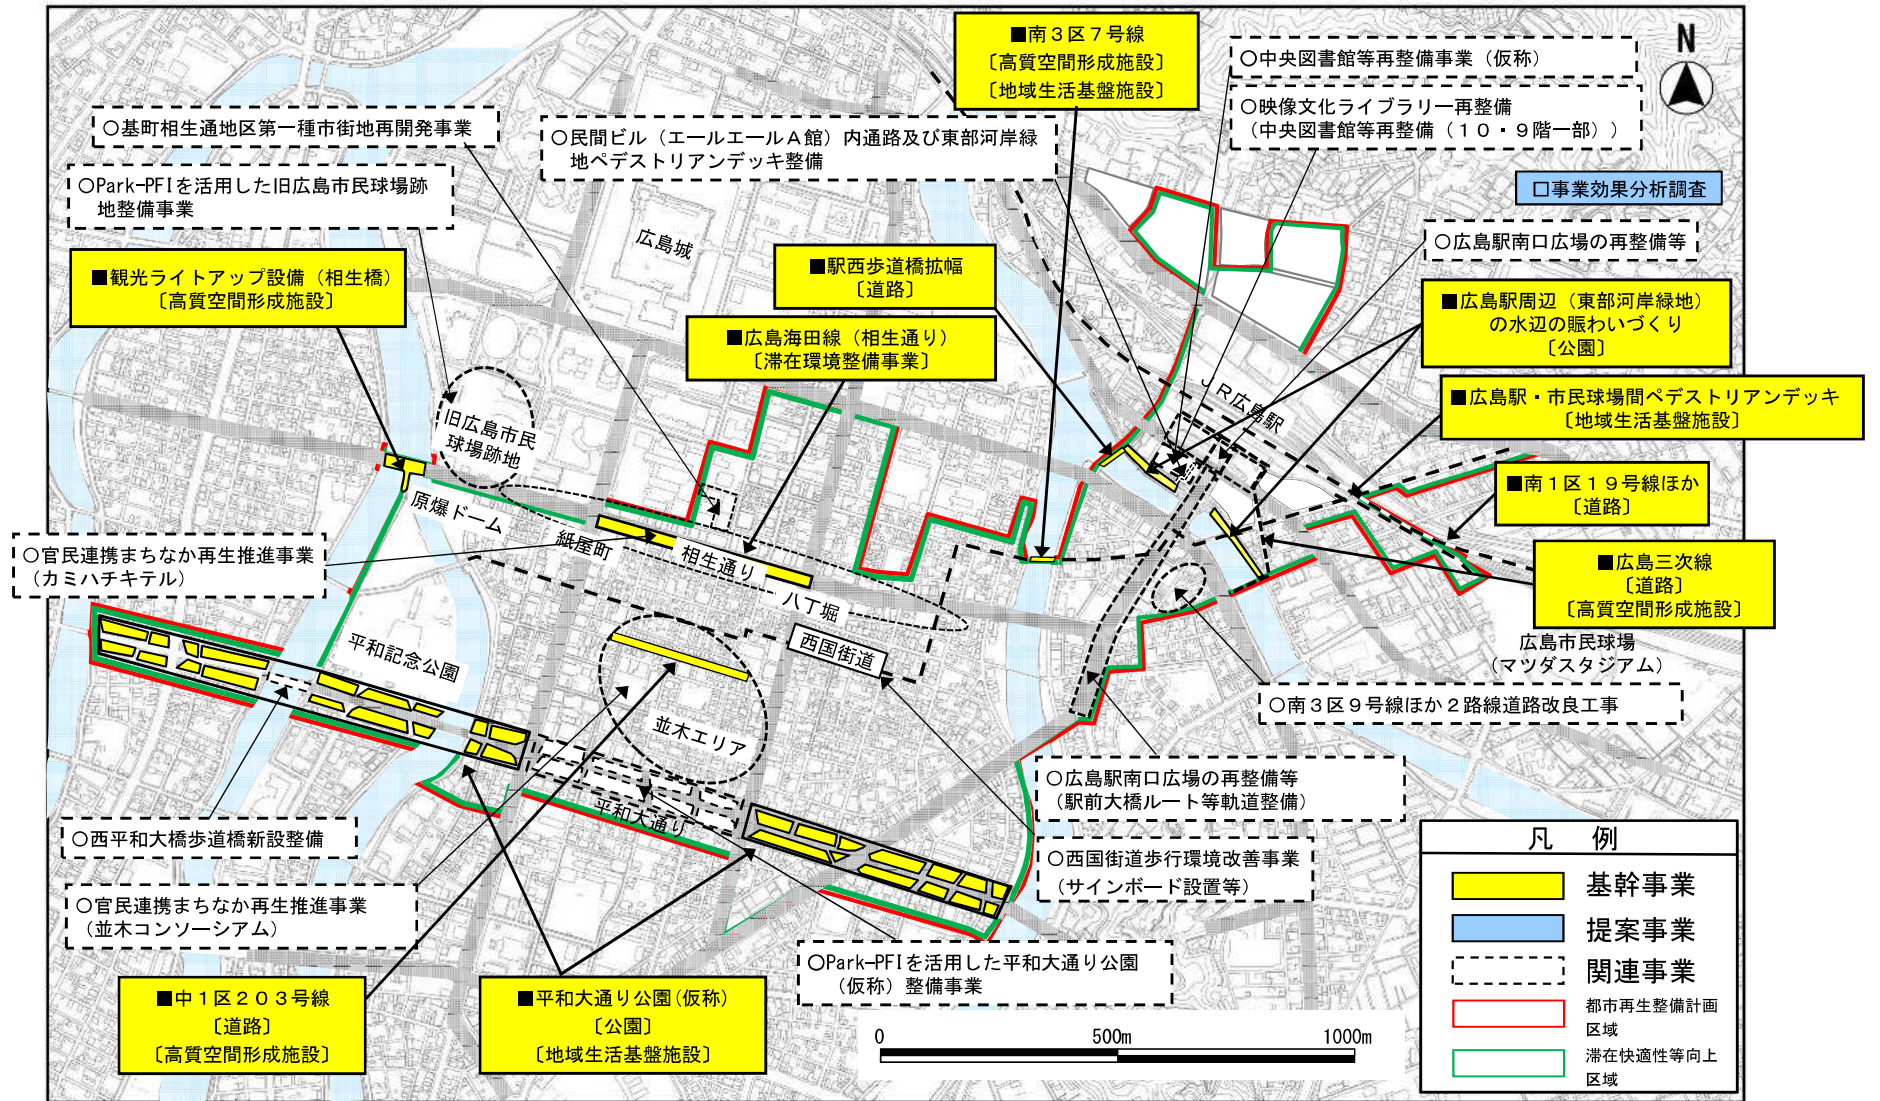 ■南3区7号線
〔高質空間形成施設〕
〔地域生活基盤施設〕
○中央図書館等再整備事業（仮称）
○映像文化ライブラリー再整備
（中央図書館等再整備（１０・９階一部））
N
○基町相生通地区第一種市街地再開発事業
○民間ビル（エールエールＡ館）内通路及び東部河岸緑
地ペデストリアンデッキ整備
○Park-PFIを活用した旧広島市民球場跡
地整備事業
□事業効果分析調査
○広島駅南口広場の再整備等
広島城
■観光ライトアップ設備（相生橋）
〔高質空間形成施設〕
■駅西歩道橋拡幅
〔道路〕
■広島駅周辺（東部河岸緑地）
の水辺の賑わいづくり
〔公園〕
■広島海田線（相生通り）
〔滞在環境整備事業〕
ＪＲ広島駅
■広島駅・市民球場間ペデストリアンデッキ
〔地域生活基盤施設〕
旧広島市民
球場跡地
■南１区１９号線ほか
〔道路〕
原爆ドーム
紙屋町
相生通り
八丁堀
○官民連携まちなか再生推進事業
（カミハチキテル）
■広島三次線
〔道路〕
〔高質空間形成施設〕
西国街道
平和記念公園
広島市民球場
（マツダスタジアム）
○南３区９号線ほか２路線道路改良工事
並木エリア
○広島駅南口広場の再整備等
（駅前大橋ルート等軌道整備）
平和大通り
○西平和大橋歩道橋新設整備
○西国街道歩行環境改善事業
（サインボード設置等）
○官民連携まちなか再生推進事業
（並木コンソーシアム）
○Park-PFIを活用した平和大通り公園
（仮称）整備事業
■中１区２０３号線
〔道路〕
〔高質空間形成施設〕
■平和大通り公園(仮称)
〔公園〕
〔地域生活基盤施設〕
0 500m 1000m
凡 例
基幹事業
提案事業
関連事業
都市再生整備計画
区域
滞在快適性等向上
区域